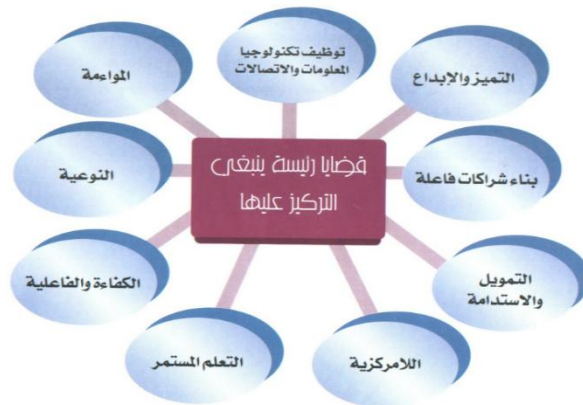 قضايا رئيسة ينبغي
التركيز عليها
توظيف تكنولوجيا
المعلومات والاتصالات
التميز والإبداع
بناء شراكات فاعلة
التمويل
والاستدامة
اللامركزية
التعلم المستمر
الكفاءة والفاعلية
النوعية
المواءمة